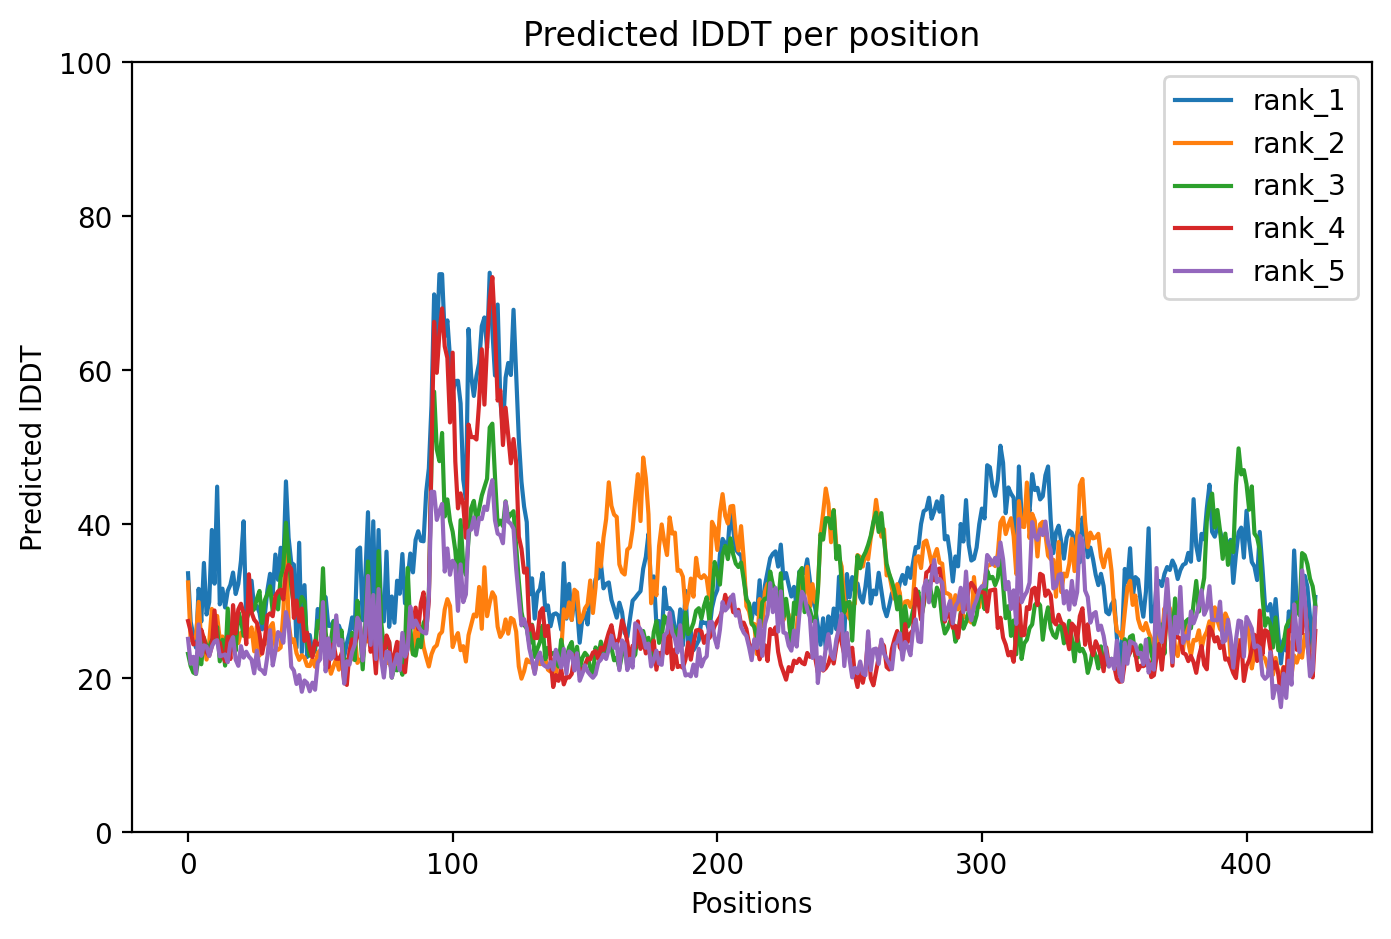 Predicted lDDT per position
100
80
60
40
20
0
Predicted lDDT
0 100 200 300 400
Positions
rank_1
rank_2
rank_3
rank_4
rank_5